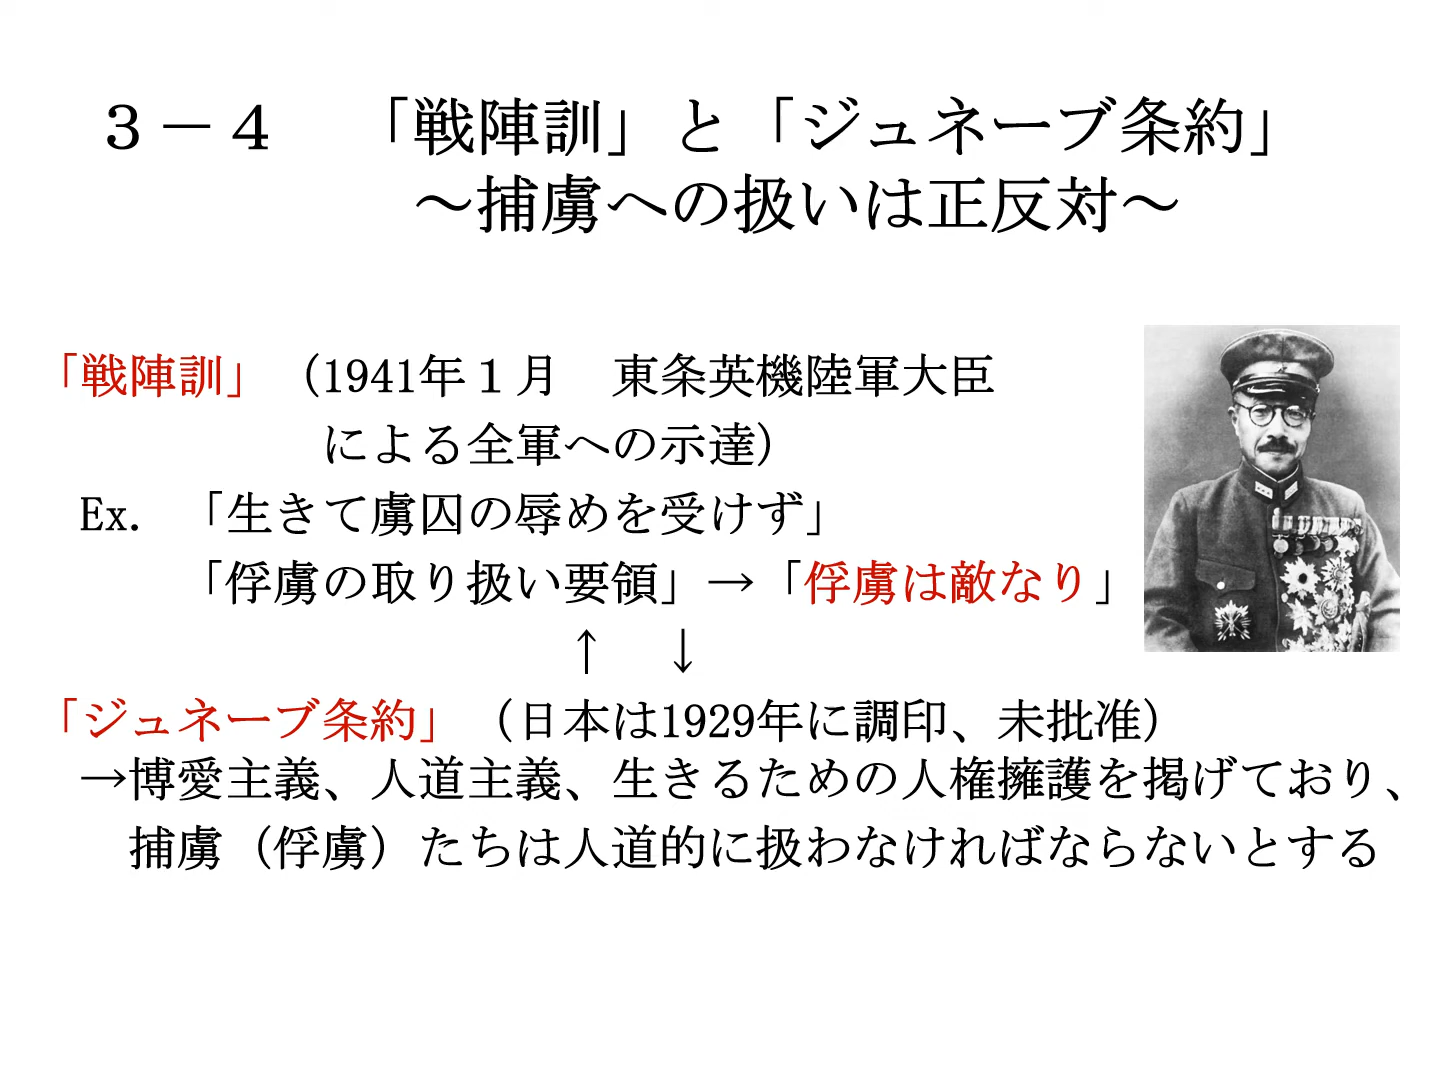 ３－４　「戦陣訓」と「ジュネーブ条約」
～捕虜への扱いは正反対～
「戦陣訓」（1941年１月　東条英機陸軍大臣
による全軍への示達）
Ex.　「生きて虜囚の辱めを受けず」
「俘虜の取り扱い要領」→「俘虜は敵なり」
↑　↓
「ジュネーブ条約」（日本は1929年に調印、未批准）
→博愛主義、人道主義、生きるための人権擁護を掲げており、
捕虜（俘虜）たちは人道的に扱わなければならないとする